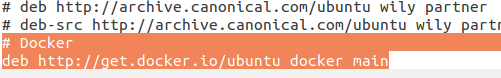 # deb http://archive.canonical.com/ubuntu wily partner
# deb-src http://archive.canonical.com/ubuntu wily
# Docker
deb http://get.docker.io/ubuntu docker main